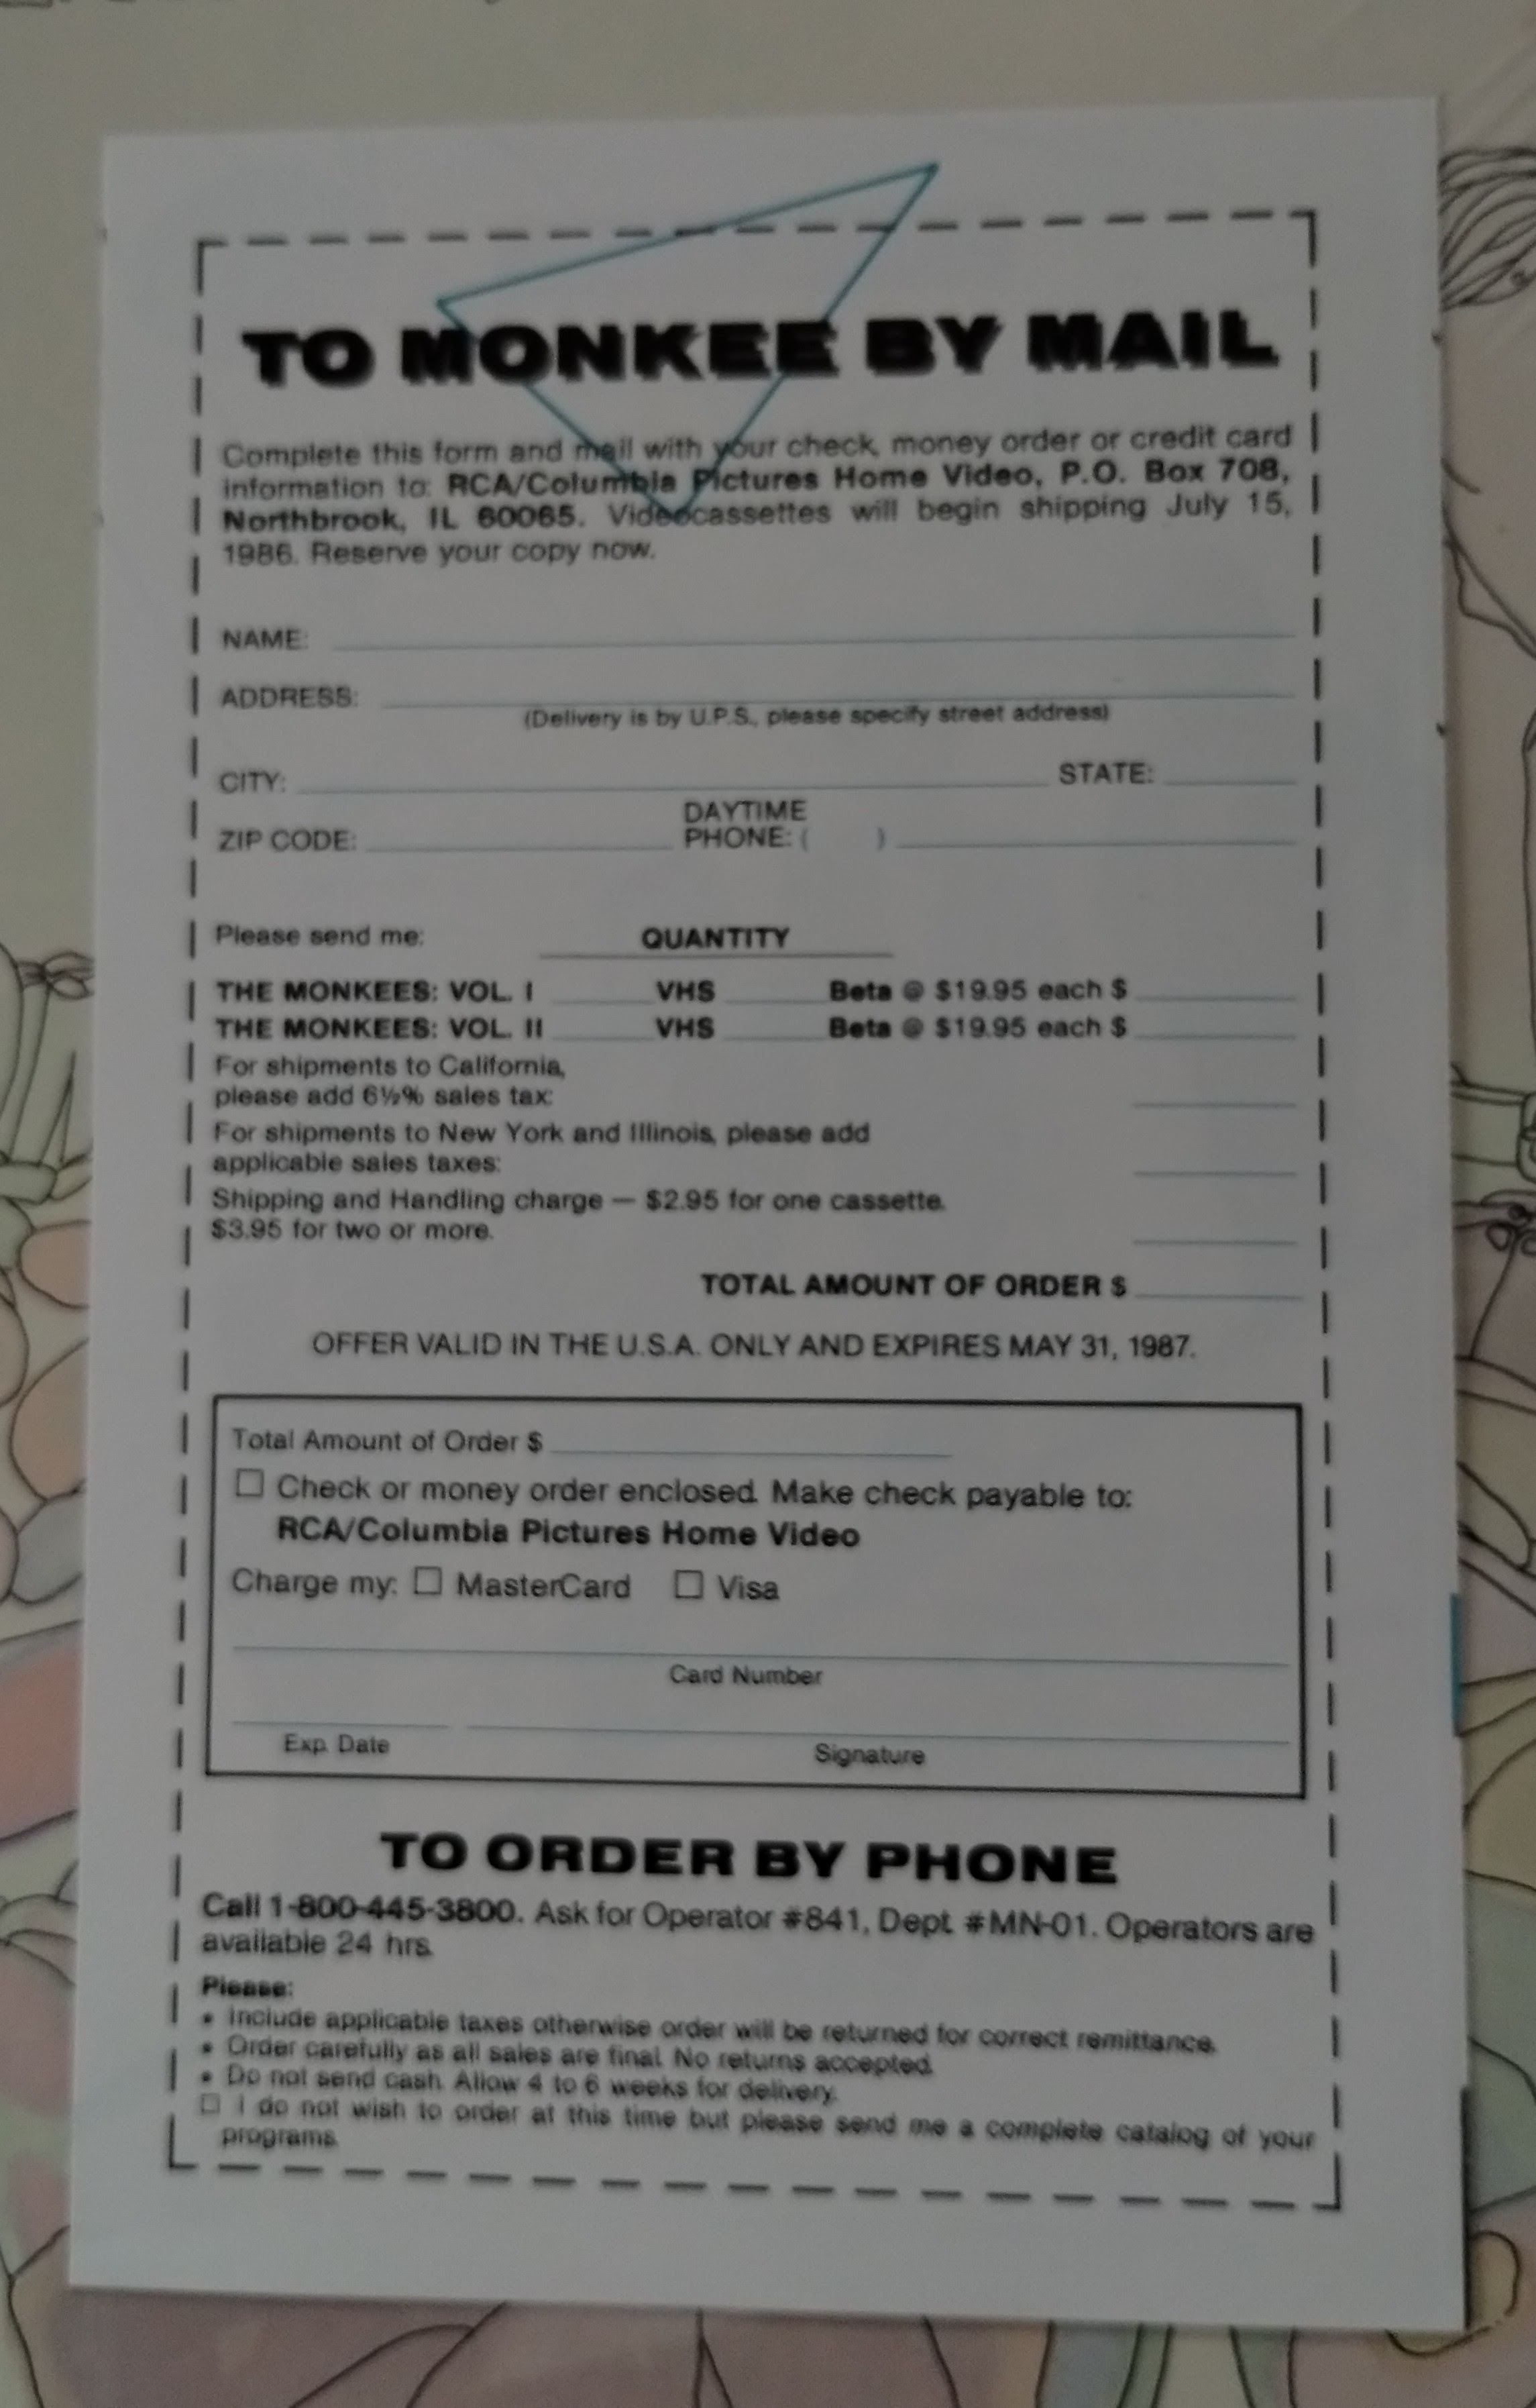 TO MONKEE BY MAIL
Complete this form and mail with your check, money order or credit card
information to: RCA/Columbia Pictures Home Video, P.O. Box 708,
Northbrook, IL 60065. Videocassettes will begin shipping July 15,
1986. Reserve your copy now.
NAME:
ADDRESS:
(Delivery is by U.P.S., please specify street address)
CITY: STATE:
ZIP CODE: DAYTIME
PHONE: ( )
Please send me: QUANTITY
THE MONKEES: VOL. I VHS Beta @ $19.95 each $
THE MONKEES: VOL. II VHS Beta @ $19.95 each $
For shipments to California,
please add 6½% sales tax:
For shipments to New York and Illinois, please add
applicable sales taxes:
Shipping and Handling charge — $2.95 for one cassette.
$3.95 for two or more.
TOTAL AMOUNT OF ORDER $
OFFER VALID IN THE U.S.A. ONLY AND EXPIRES MAY 31, 1987.
Total Amount of Order $
☐ Check or money order enclosed. Make check payable to:
RCA/Columbia Pictures Home Video
Charge my: ☐ MasterCard ☐ Visa
Card Number
Exp. Date Signature
TO ORDER BY PHONE
Call 1-800-445-3800. Ask for Operator #841, Dept. #MN-01. Operators are
available 24 hrs.
Please:
• Include applicable taxes otherwise order will be returned for correct remittance.
• Order carefully as all sales are final. No returns accepted.
• Do not send cash. Allow 4 to 6 weeks for delivery.
☐ I do not wish to order at this time but please send me a complete catalog of your
programs.